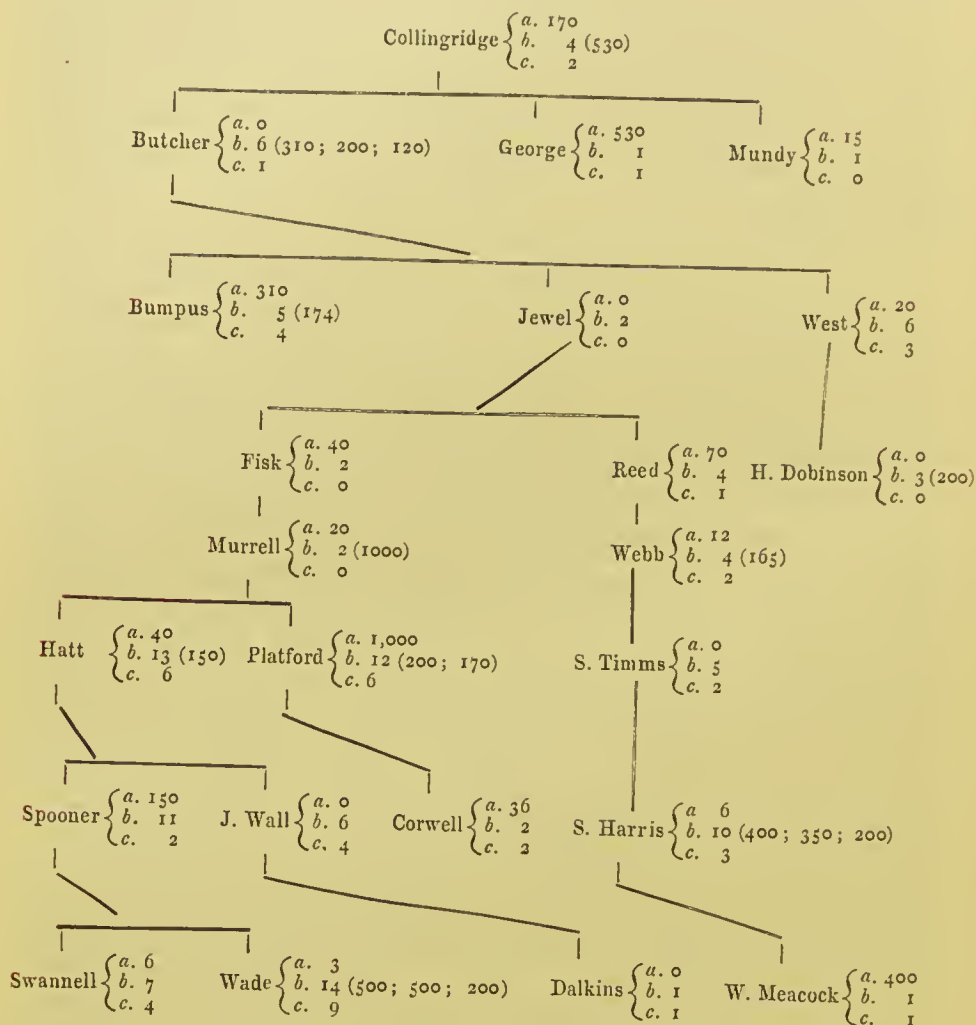 a. 170
Collingridge b. 4 (530)
c. 2
a. 0
Butcher b. 6 (310; 200; 120)
c. 1
a. 530
George b. 1
c. 1
a. 15
Mundy b. 1
c. 0
a. 310
Bumpus b. 5 (174)
c. 4
a. 0
Jewel b. 2
c. 0
a. 20
West b. 6
c. 3
a. 40
Fisk b. 2
c. 0
a. 70
Reed b. 4
c. 1
a. 0
H. Dobinson b. 3 (200)
c. 0
a. 20
Murrell b. 2 (1000)
c. 0
a. 12
Webb b. 4 (165)
c. 2
a. 40
Hatt b. 13 (150)
c. 6
a. 1,000
Platford b. 12 (200; 170)
c. 6
a. 0
S. Timms b. 5
c. 2
a. 150
Spooner b. 11
c. 2
a. 0
J. Wall b. 6
c. 4
a. 36
Corwell b. 2
c. 2
a 6
S. Harris b. 10 (400; 350; 200)
c. 3
a. 6
Swannell b. 7
c. 4
a. 3
Wade b. 14 (500; 500; 200)
c. 9
a. 0
Dalkins b. 1
c. 1
a. 400
W. Meacock b. 1
c. 1